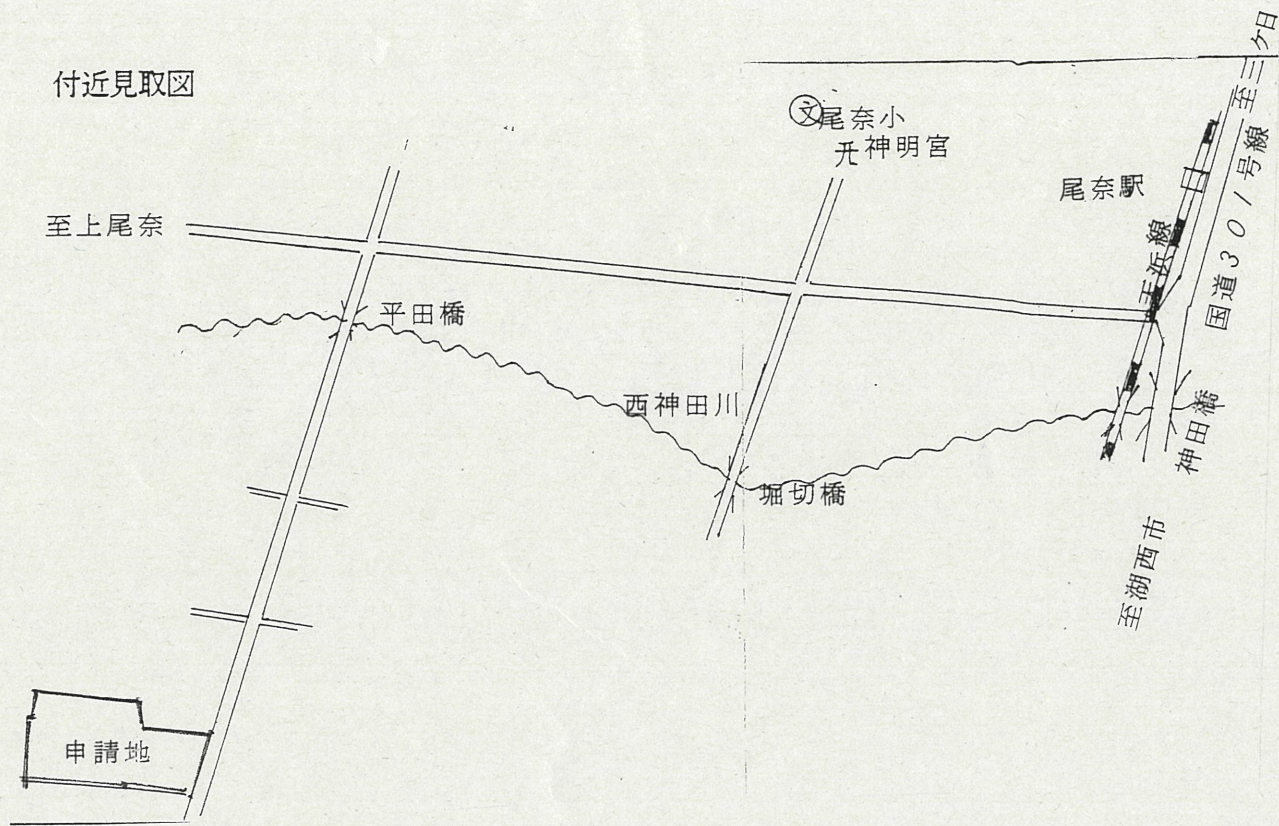 付近見取図
至三ケ日
文尾奈小
神明宮
尾奈駅
国道301号線
至上尾奈
天浜線
平田橋
西神田川
神田橋
堀切橋
至湖西市
申請地